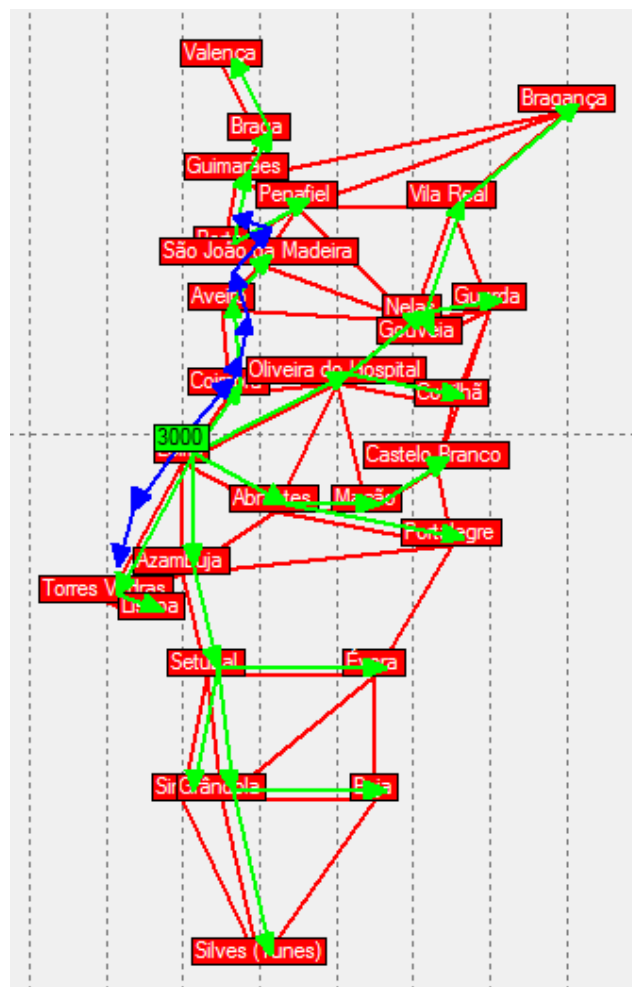 Valença
Bragança
Braga
Guimarães
Penafiel
Vila Real
São João da Madeira
Aveiro
Nelas
Guarda
Gouveia
Oliveira do Hospital
Coimbra
Covilhã
3000
Castelo Branco
Abrantes
Mação
Portalegre
Azambuja
Torres Vedras
Lisboa
Setubal
Évora
Grândola
Beja
Silves (Tunes)